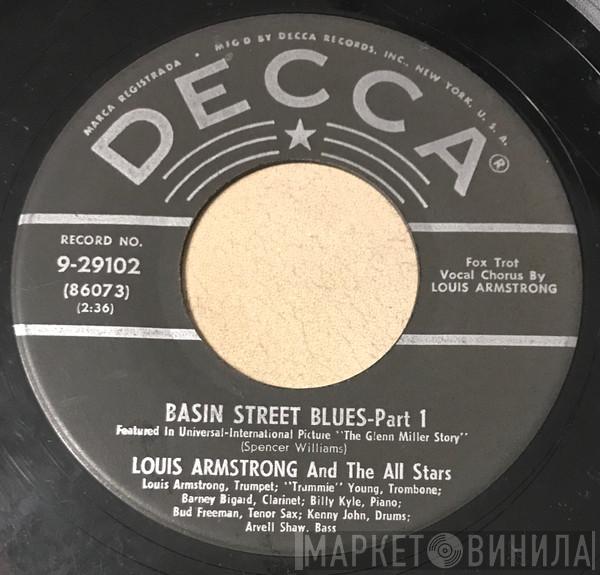 MARCA REGISTRADA • MFG'D BY DECCA RECORDS, INC., NEW YORK, U. S. A.
DECCA®
RECORD NO.
9-29102
(86073)
(2:36)
Fox Trot
Vocal Chorus By
LOUIS ARMSTRONG
BASIN STREET BLUES-Part 1
Featured In Universal-International Picture "The Glenn Miller Story"
(Spencer Williams)
LOUIS ARMSTRONG And The All Stars
Louis Armstrong, Trumpet; "Trummie" Young, Trombone;
Barney Bigard, Clarinet; Billy Kyle, Piano;
Bud Freeman, Tenor Sax; Kenny John, Drums;
Arvell Shaw, Bass
МАРКЕТ ВИНИЛА